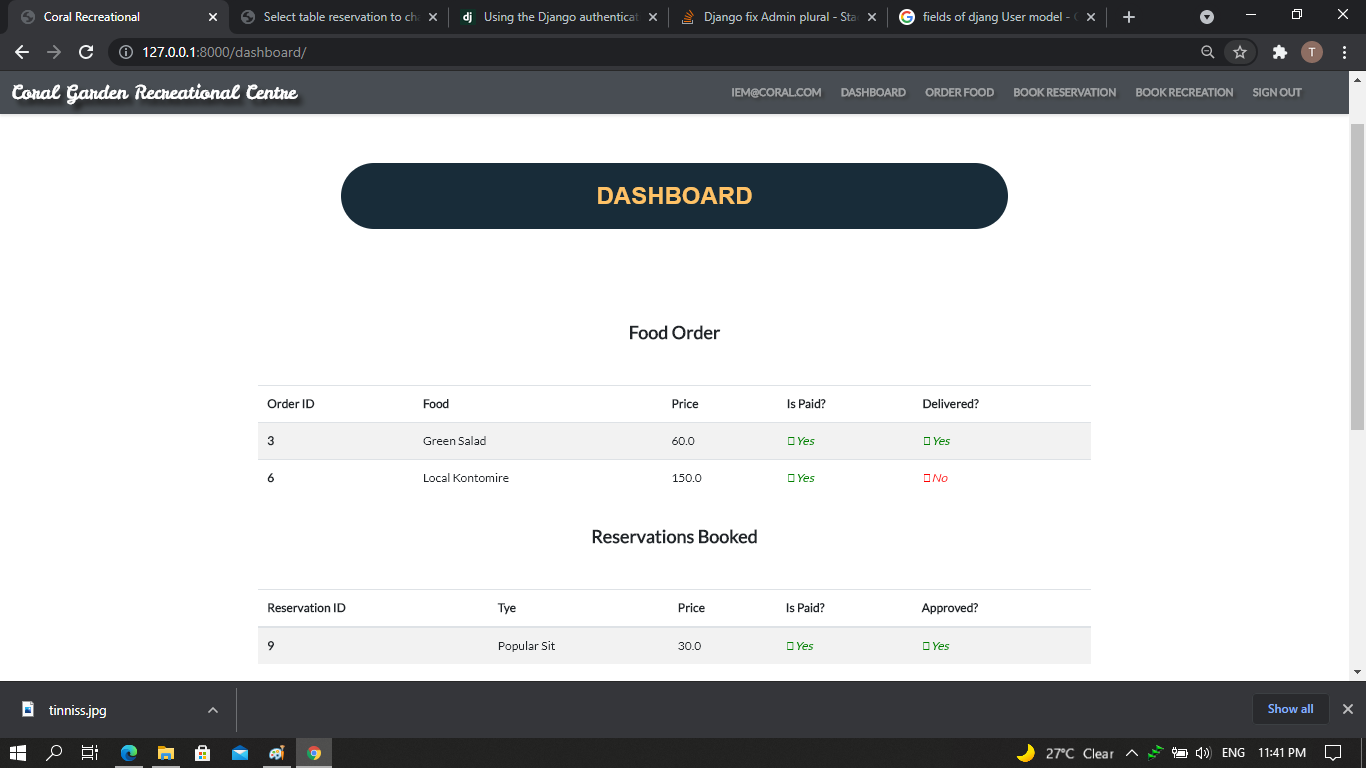 Coral Recreational
Select table reservation to ch
Using the Django authenticat
Django fix Admin plural - Sta
fields of djang User model - G
127.0.0.1:8000/dashboard/
T
Coral Garden Recreational Centre
IEM@CORAL.COM DASHBOARD ORDER FOOD BOOK RESERVATION BOOK RECREATION SIGN OUT
DASHBOARD
Food Order
Order ID Food Price Is Paid? Delivered?
3 Green Salad 60.0 Yes Yes
6 Local Kontomire 150.0 Yes No
Reservations Booked
Reservation ID Tye Price Is Paid? Approved?
9 Popular Sit 30.0 Yes Yes
tinniss.jpg
Show all
27°C Clear ENG 11:41 PM